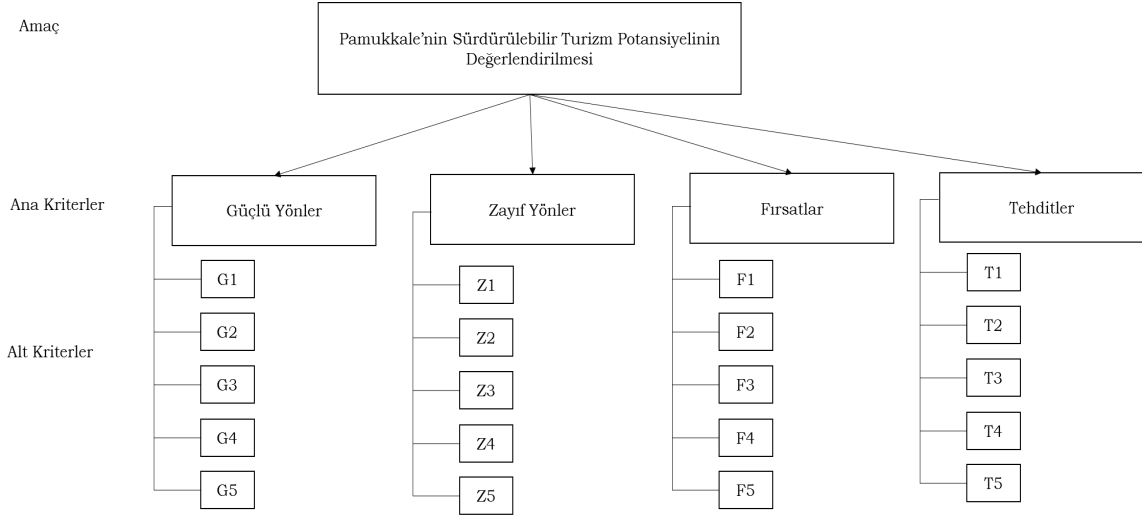 Amaç
Pamukkale'nin Sürdürülebilir Turizm Potansiyelinin
Değerlendirilmesi
Ana Kriterler
Güçlü Yönler
Zayıf Yönler
Fırsatlar
Tehditler
Alt Kriterler
G1
G2
G3
G4
G5
Z1
Z2
Z3
Z4
Z5
F1
F2
F3
F4
F5
T1
T2
T3
T4
T5